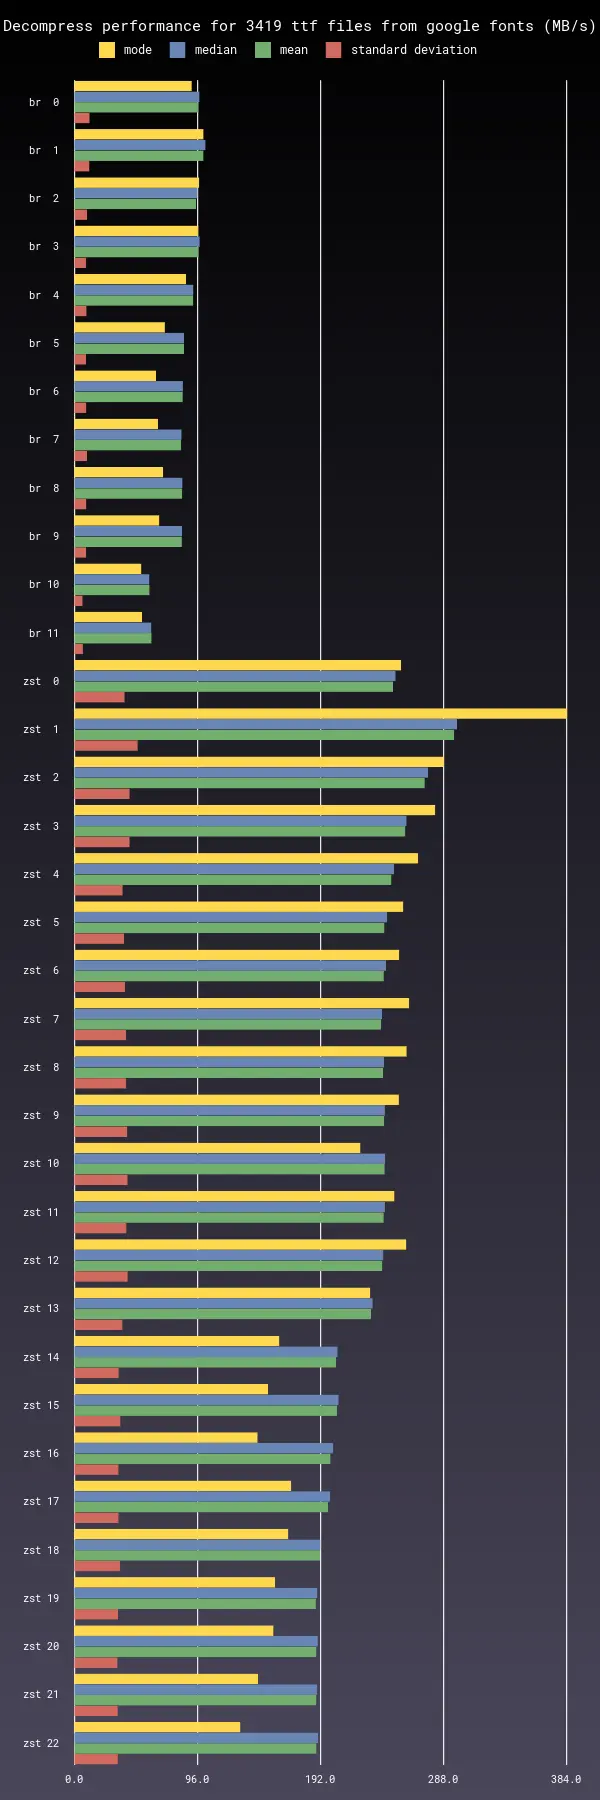 Decompress performance for 3419 ttf files from google fonts (MB/s)
mode median mean standard deviation
br 0
br 1
br 2
br 3
br 4
br 5
br 6
br 7
br 8
br 9
br 10
br 11
zst 0
zst 1
zst 2
zst 3
zst 4
zst 5
zst 6
zst 7
zst 8
zst 9
zst 10
zst 11
zst 12
zst 13
zst 14
zst 15
zst 16
zst 17
zst 18
zst 19
zst 20
zst 21
zst 22
0.0 96.0 192.0 288.0 384.0